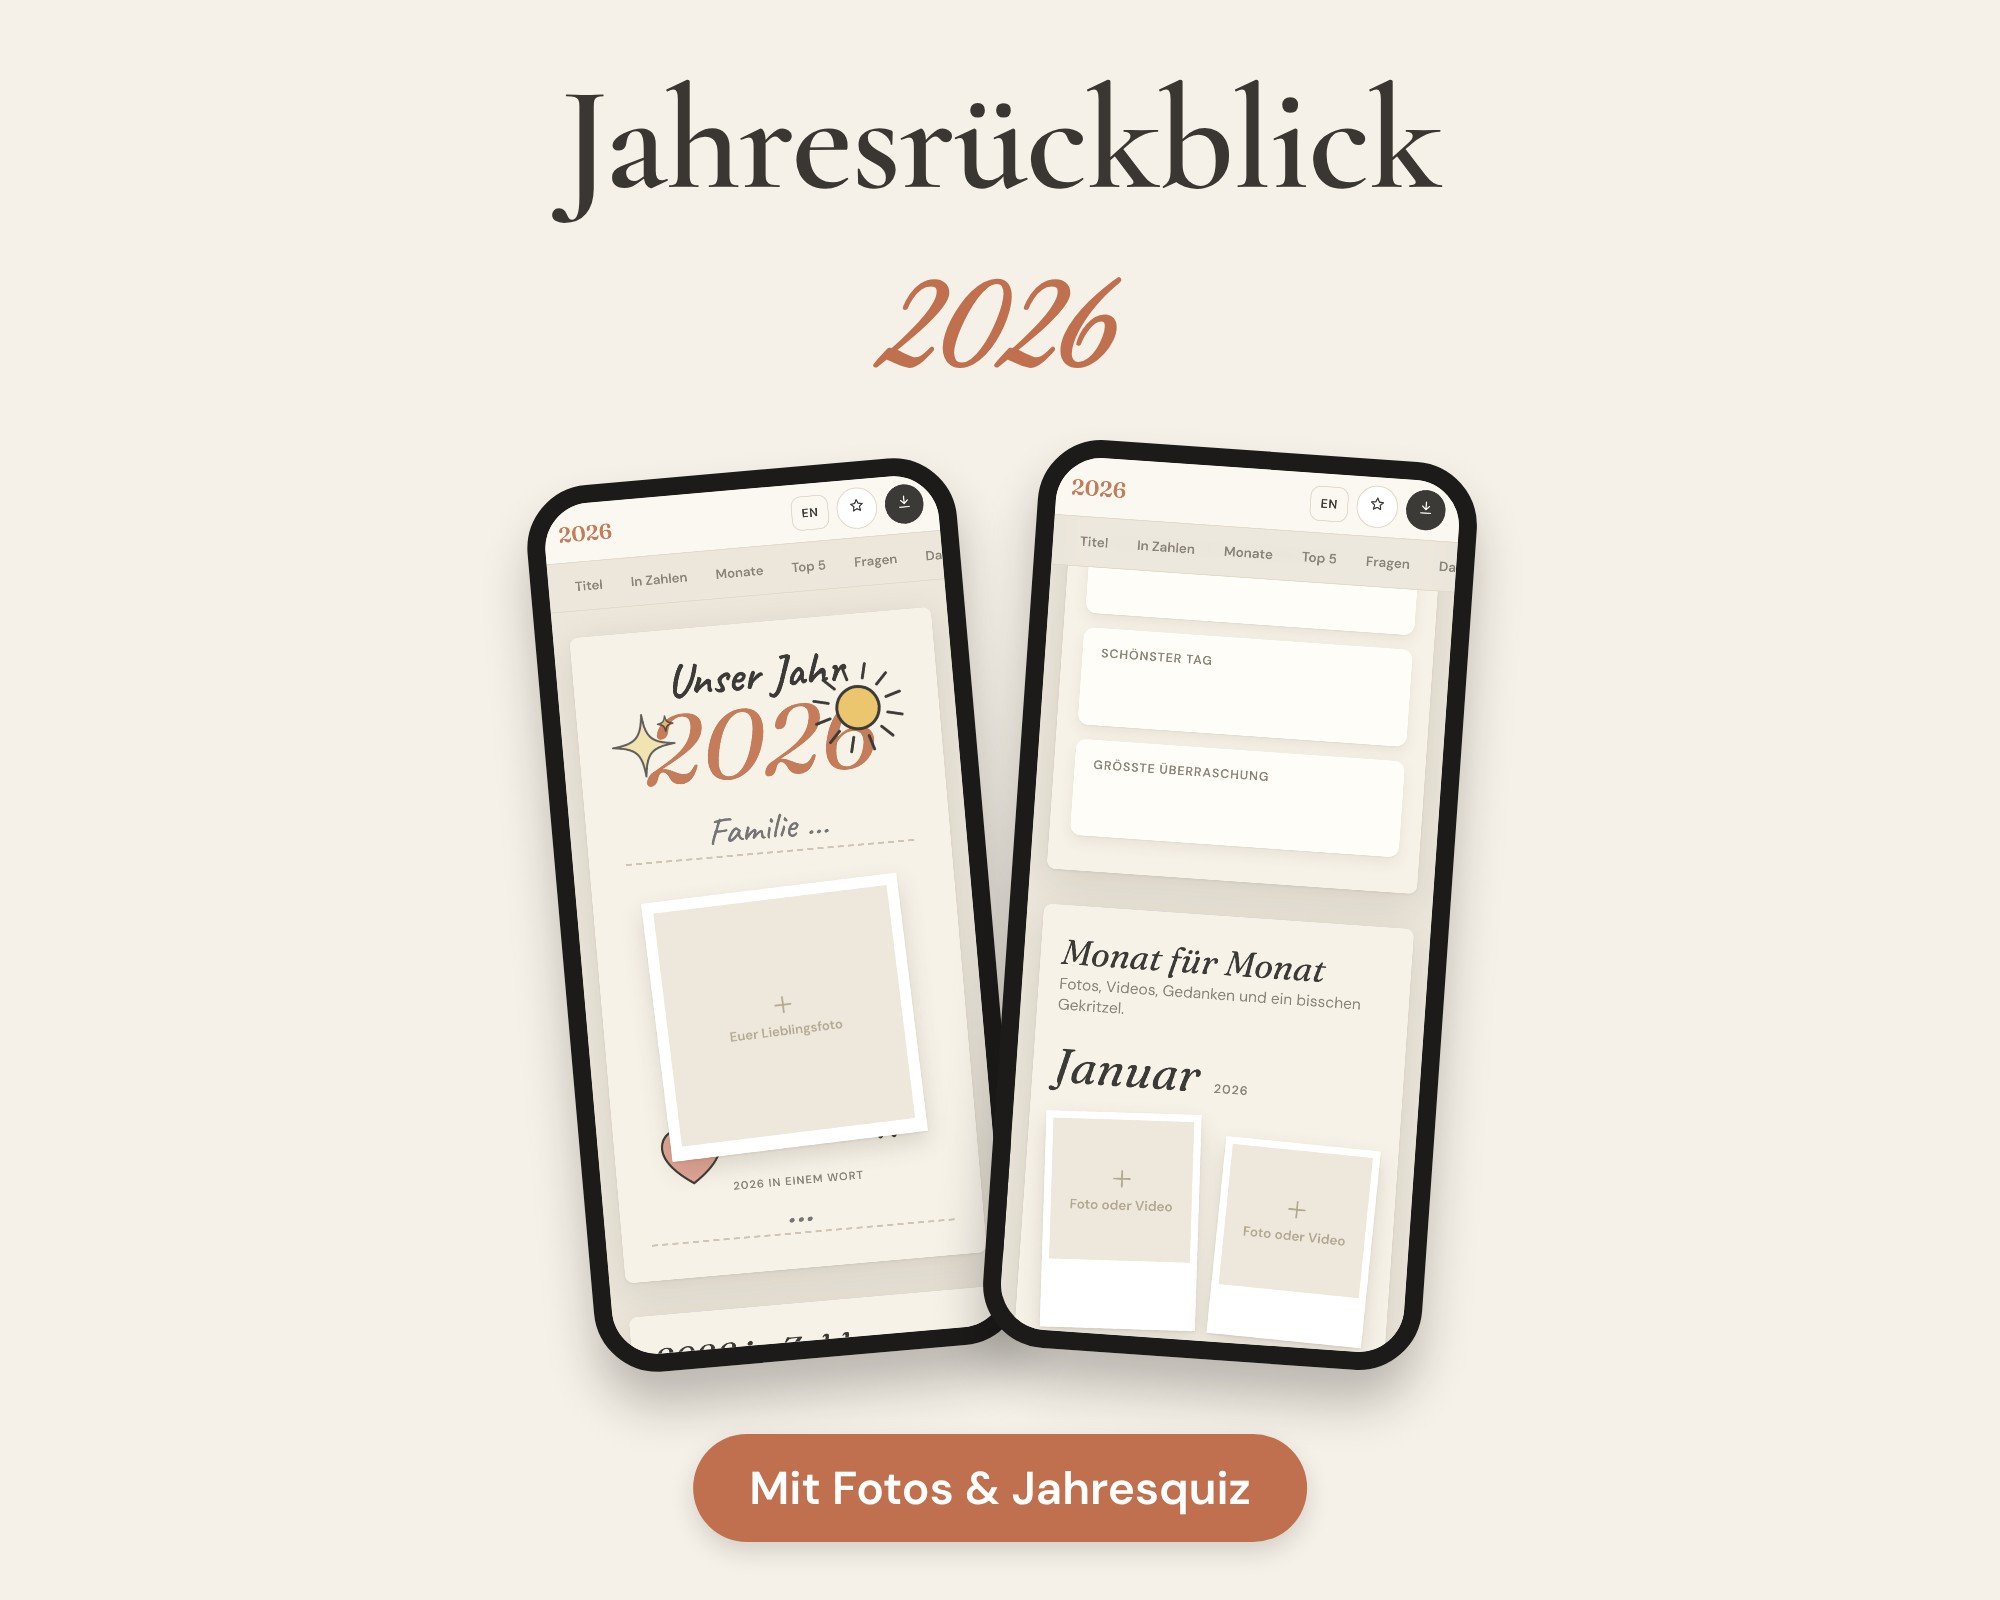 Jahresrückblick
2026
2026
EN
Titel
In Zahlen
Monate
Top 5
Fragen
Da
Unser Jahr
2026
Familie ...
Euer Lieblingsfoto
2026 IN EINEM WORT
...
2026
EN
Titel
In Zahlen
Monate
Top 5
Fragen
Da
SCHÖNSTER TAG
GRÖSSTE ÜBERRASCHUNG
Monat für Monat
Fotos, Videos, Gedanken und ein bisschen
Gekritzel.
Januar 2026
Foto oder Video
Foto oder Video
Mit Fotos & Jahresquiz